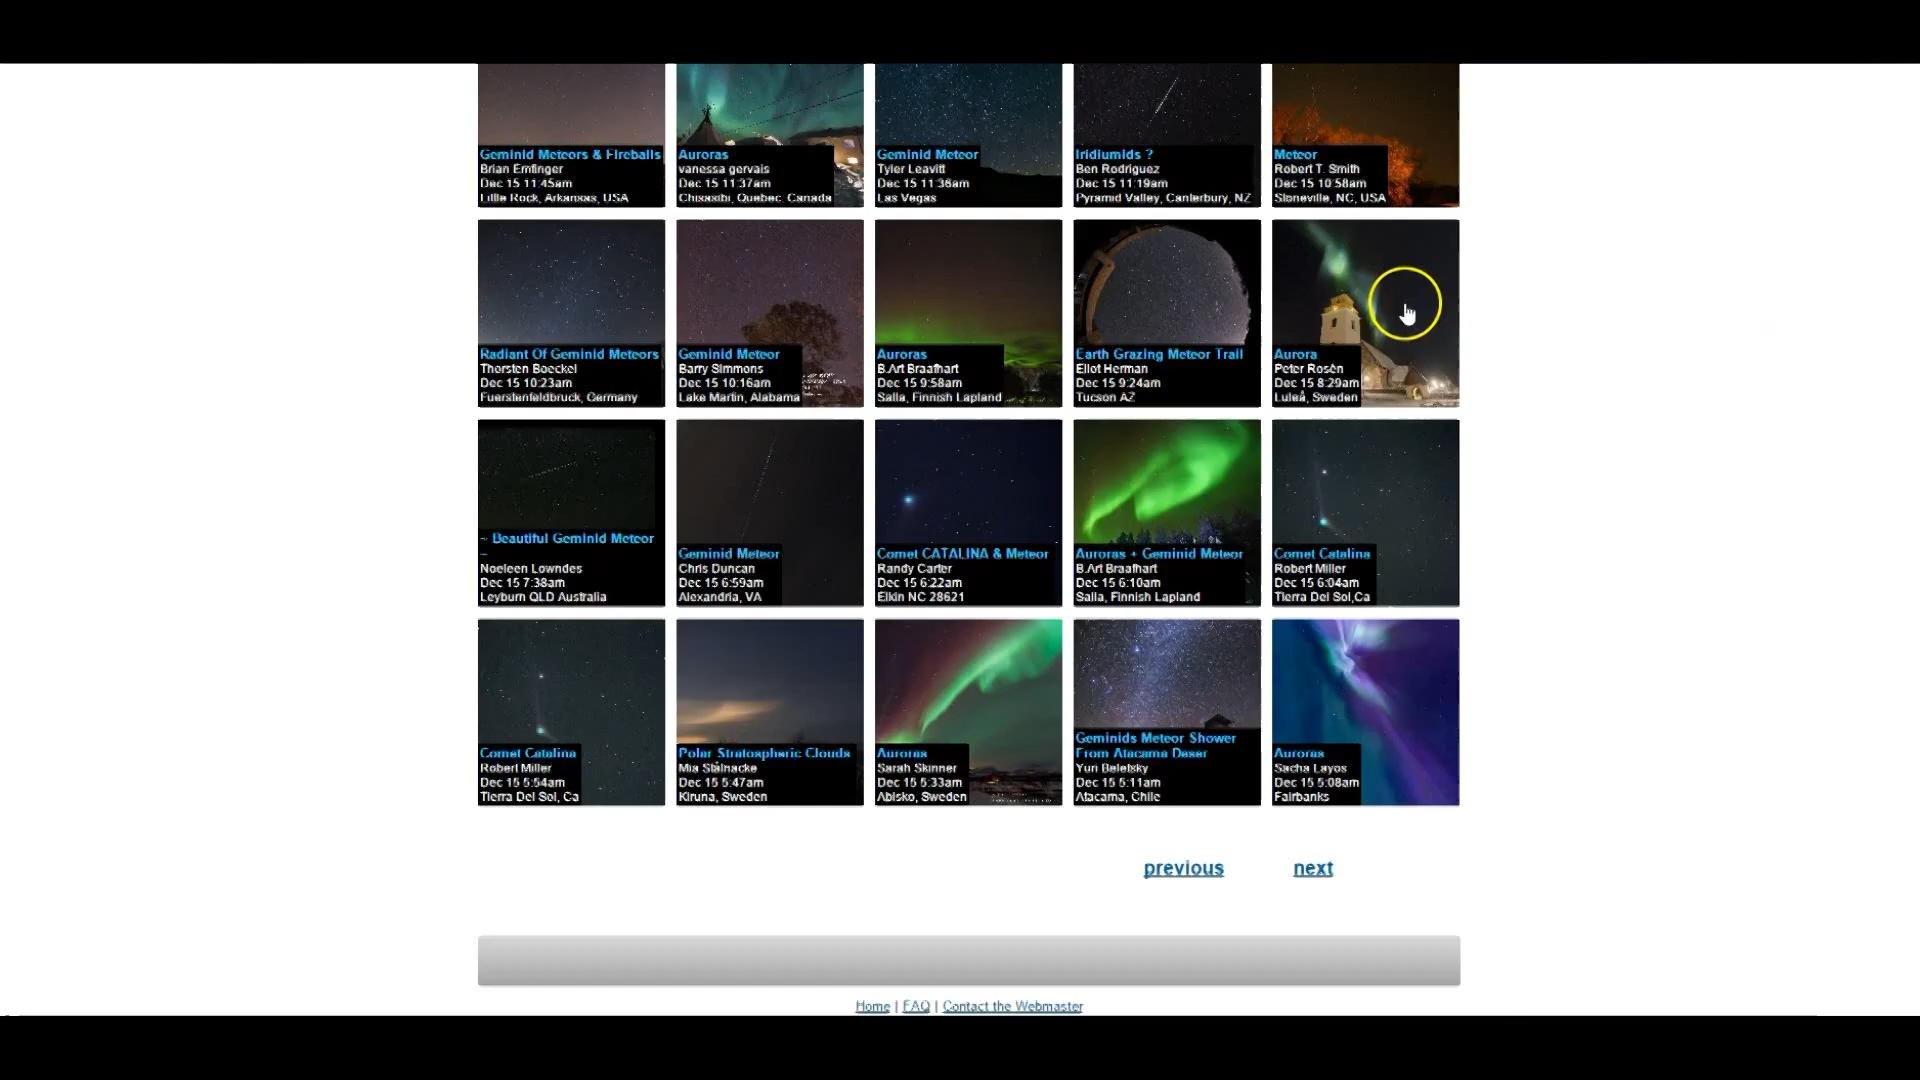 Geminid Meteors & Fireballs
Brian Emfinger
Dec 15 11:45am
Little Rock, Arkansas, USA
Auroras
vanessa gervais
Dec 15 11:37am
Chisasibi, Quebec, Canada
Geminid Meteor
Tyler Leavitt
Dec 15 11:36am
Las Vegas
Iridiumids ?
Ben Rodriguez
Dec 15 11:19am
Pyramid Valley, Canterbury, NZ
Meteor
Robert T. Smith
Dec 15 10:58am
Stoneville, NC, USA
Radiant Of Geminid Meteors
Thorsten Boeckel
Dec 15 10:23am
Fuerstenfeldbruck, Germany
Geminid Meteor
Barry Simmons
Dec 15 10:16am
Lake Martin, Alabama
Auroras
B.Art Braafhart
Dec 15 9:58am
Salla, Finnish Lapland
Earth Grazing Meteor Trail
Eliot Herman
Dec 15 9:24am
Tucson AZ
Aurora
Peter Rosén
Dec 15 8:29am
Luleå, Sweden
~ Beautiful Geminid Meteor
~
Noeleen Lowndes
Dec 15 7:38am
Leyburn QLD Australia
Geminid Meteor
Chris Duncan
Dec 15 6:59am
Alexandria, VA
Comet CATALINA & Meteor
Randy Carter
Dec 15 6:22am
Elkin NC 28621
Auroras + Geminid Meteor
B.Art Braafhart
Dec 15 6:10am
Salla, Finnish Lapland
Comet Catalina
Robert Miller
Dec 15 6:04am
Tierra Del Sol,Ca
Comet Catalina
Robert Miller
Dec 15 5:54am
Tierra Del Sol, Ca
Polar Stratospheric Clouds
Mia Stålnacke
Dec 15 5:47am
Kiruna, Sweden
Auroras
Sarah Skinner
Dec 15 5:33am
Abisko, Sweden
Geminids Meteor Shower
From Atacama Deser
Yuri Beletsky
Dec 15 5:11am
Atacama, Chile
Auroras
Sacha Layos
Dec 15 5:08am
Fairbanks
previous next
Home | FAQ | Contact the Webmaster